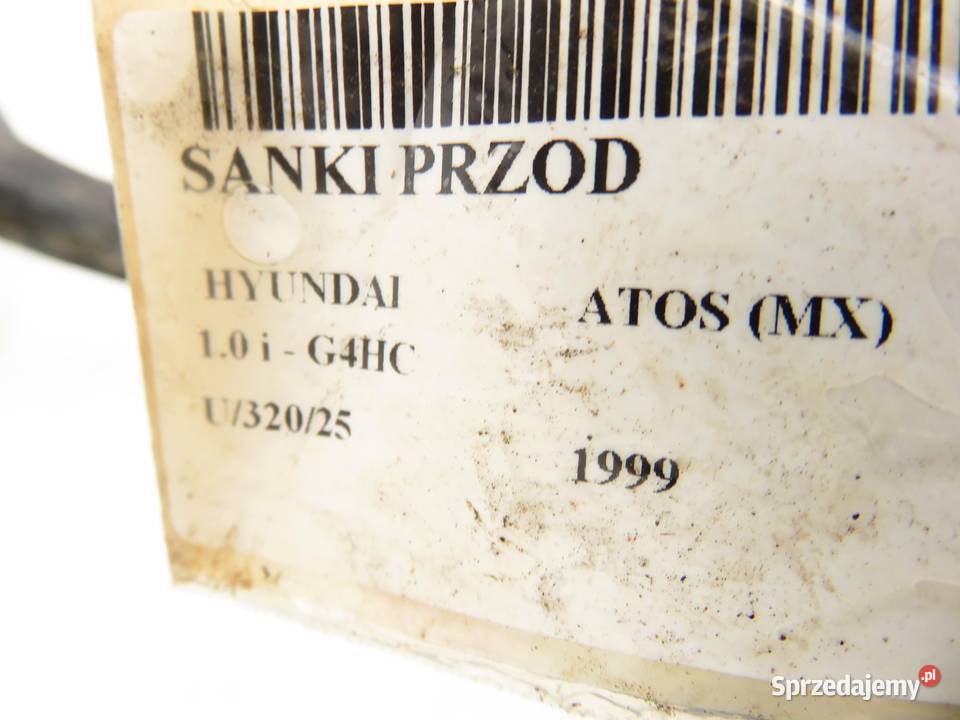 SANKI PRZOD
HYUNDAI
ATOS (MX)
1.0 i - G4HC
U/320/25
1999
Sprzedajemy.pl